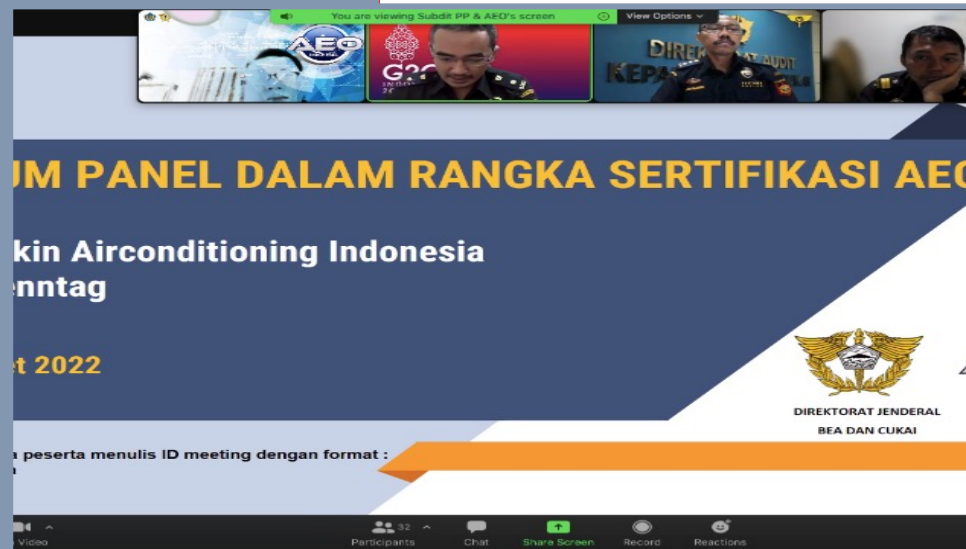 You are viewing Subdit PP & AEO's screen
View Options
AEO
G20
DIREKTORAT AUDIT
KEPA
UM PANEL DALAM RANGKA SERTIFIKASI AEO
kin Airconditioning Indonesia
enntag
et 2022
DIREKTORAT JENDERAL
BEA DAN CUKAI
peserta menulis ID meeting dengan format :
Video
32
Participants
Chat
Share Screen
Record
Reactions